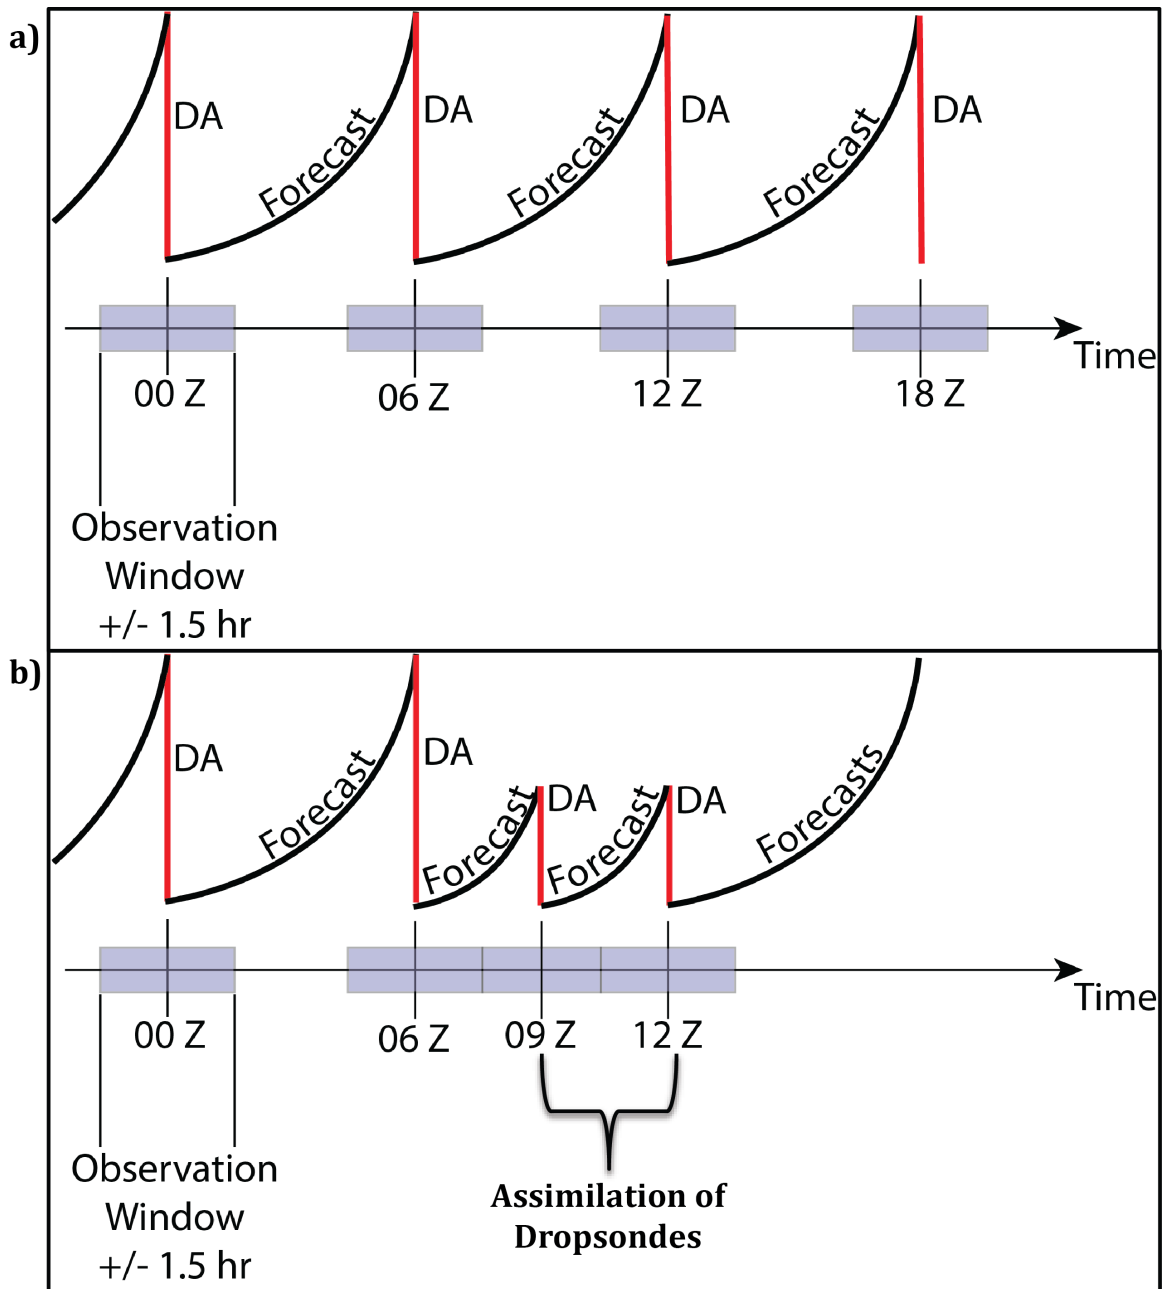 a)
DA
DA
DA
DA
Forecast
Forecast
Forecast
Time
00 Z
06 Z
12 Z
18 Z
Observation
Window
+/- 1.5 hr
b)
DA
DA
DA
DA
Forecast
Forecast
Forecast
Forecasts
Time
00 Z
06 Z
09 Z
12 Z
Observation
Window
+/- 1.5 hr
Assimilation of
Dropsondes